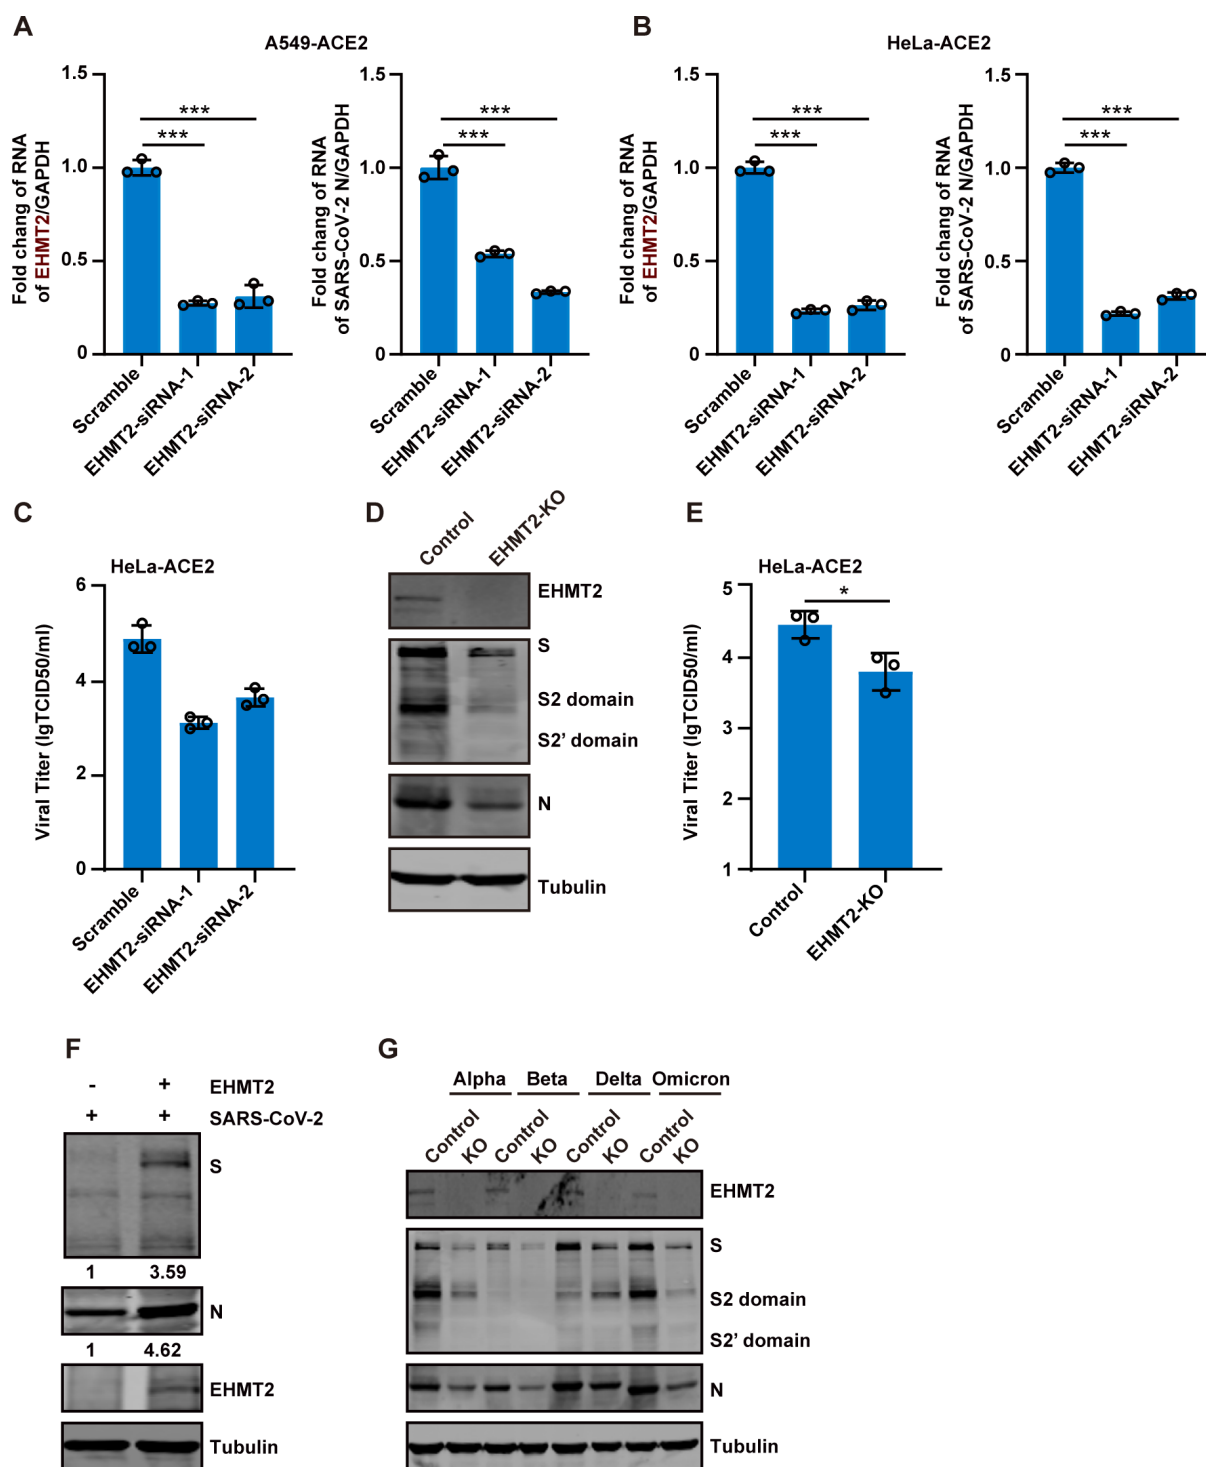 A
A549-ACE2
B
HeLa-ACE2
Fold chang of RNA
of EHMT2/GAPDH
1.5
1.0
0.5
0
***
***
Scramble
EHMT2-siRNA-1
EHMT2-siRNA-2
Fold chang of RNA
of SARS-CoV-2 N/GAPDH
1.5
1.0
0.5
0
***
***
Scramble
EHMT2-siRNA-1
EHMT2-siRNA-2
Fold chang of RNA
of EHMT2/GAPDH
1.5
1.0
0.5
0
***
***
Scramble
EHMT2-siRNA-1
EHMT2-siRNA-2
Fold chang of RNA
of SARS-CoV-2 N/GAPDH
1.5
1.0
0.5
0
***
***
Scramble
EHMT2-siRNA-1
EHMT2-siRNA-2
C
HeLa-ACE2
Viral Titer (lgTCID50/ml)
6
4
2
0
Scramble
EHMT2-siRNA-1
EHMT2-siRNA-2
D
Control
EHMT2-KO
EHMT2
S
S2 domain
S2' domain
N
Tubulin
E
HeLa-ACE2
Viral Titer (lgTCID50/ml)
5
4
3
2
1
*
Control
EHMT2-KO
F
- + EHMT2
+ + SARS-CoV-2
S
1 3.59
N
1 4.62
EHMT2
Tubulin
G
Alpha Beta Delta Omicron
Control KO Control KO Control KO Control KO
EHMT2
S
S2 domain
S2' domain
N
Tubulin